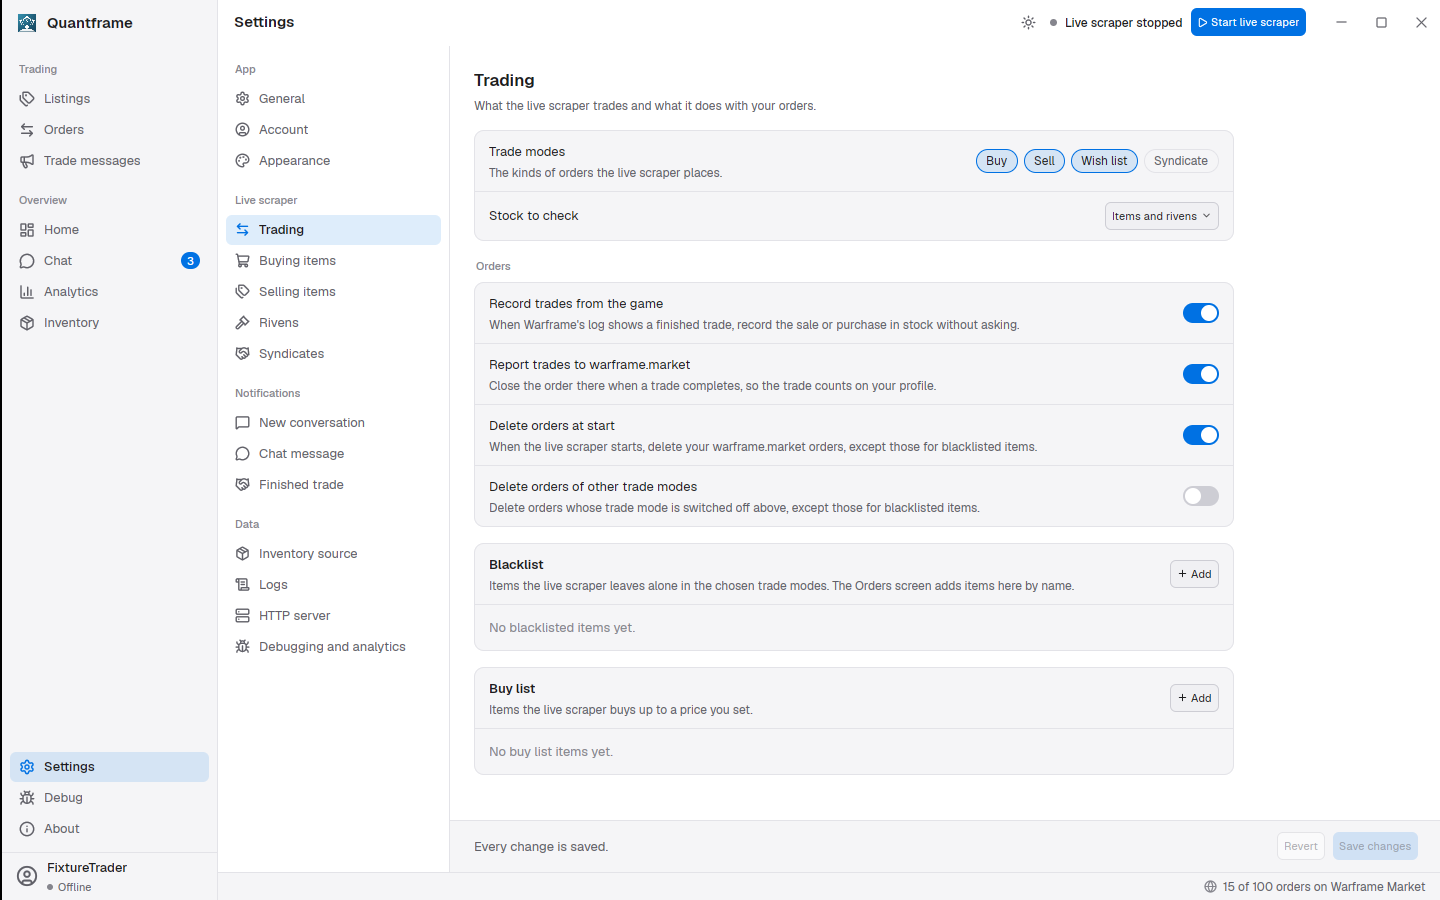 Quantframe
Settings
Live scraper stopped
Start live scraper
Trading
Listings
Orders
Trade messages
Overview
Home
Chat
3
Analytics
Inventory
Settings
Debug
About
FixtureTrader
Offline
App
General
Account
Appearance
Live scraper
Trading
Buying items
Selling items
Rivens
Syndicates
Notifications
New conversation
Chat message
Finished trade
Data
Inventory source
Logs
HTTP server
Debugging and analytics
Trading
What the live scraper trades and what it does with your orders.
Trade modes
The kinds of orders the live scraper places.
Buy
Sell
Wish list
Syndicate
Stock to check
Items and rivens
Orders
Record trades from the game
When Warframe's log shows a finished trade, record the sale or purchase in stock without asking.
Report trades to warframe.market
Close the order there when a trade completes, so the trade counts on your profile.
Delete orders at start
When the live scraper starts, delete your warframe.market orders, except those for blacklisted items.
Delete orders of other trade modes
Delete orders whose trade mode is switched off above, except those for blacklisted items.
Blacklist
Items the live scraper leaves alone in the chosen trade modes. The Orders screen adds items here by name.
+ Add
No blacklisted items yet.
Buy list
Items the live scraper buys up to a price you set.
+ Add
No buy list items yet.
Every change is saved.
Revert
Save changes
15 of 100 orders on Warframe Market